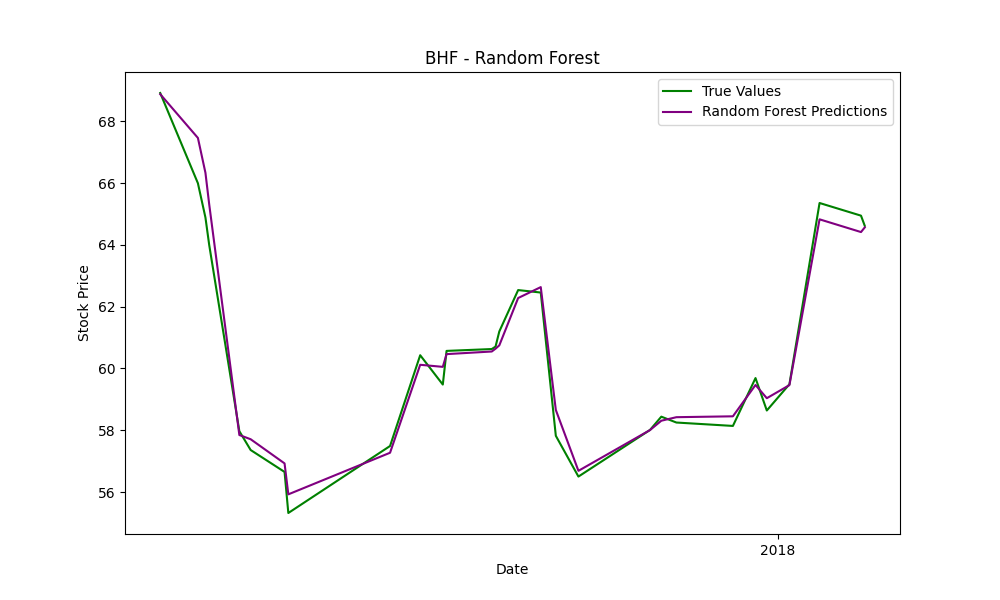 BHF - Random Forest
True Values
Random Forest Predictions
68
66
64
62
60
58
56
Stock Price
2018
Date